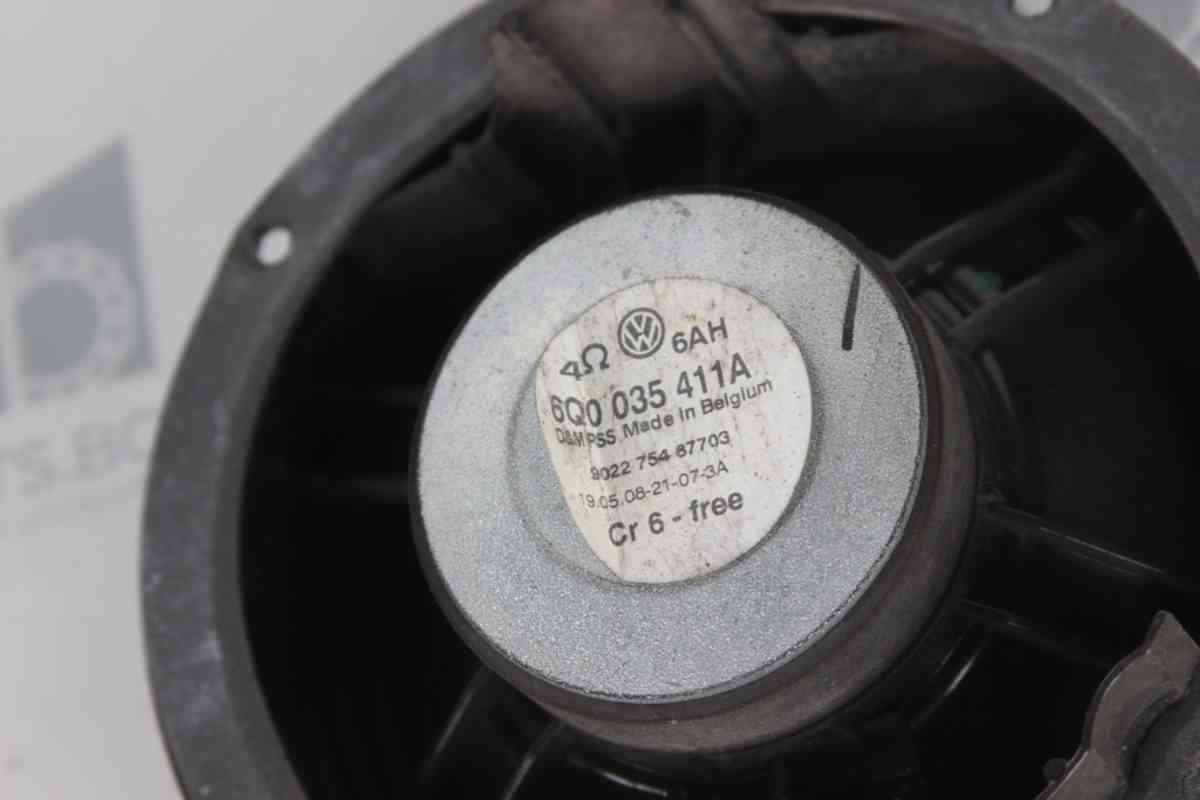 4Ω VW 6AH
6Q0 035 411A
D&M PSS Made in Belgium
9022 754 87703
19.05.08-21-07-3A
Cr 6 - free